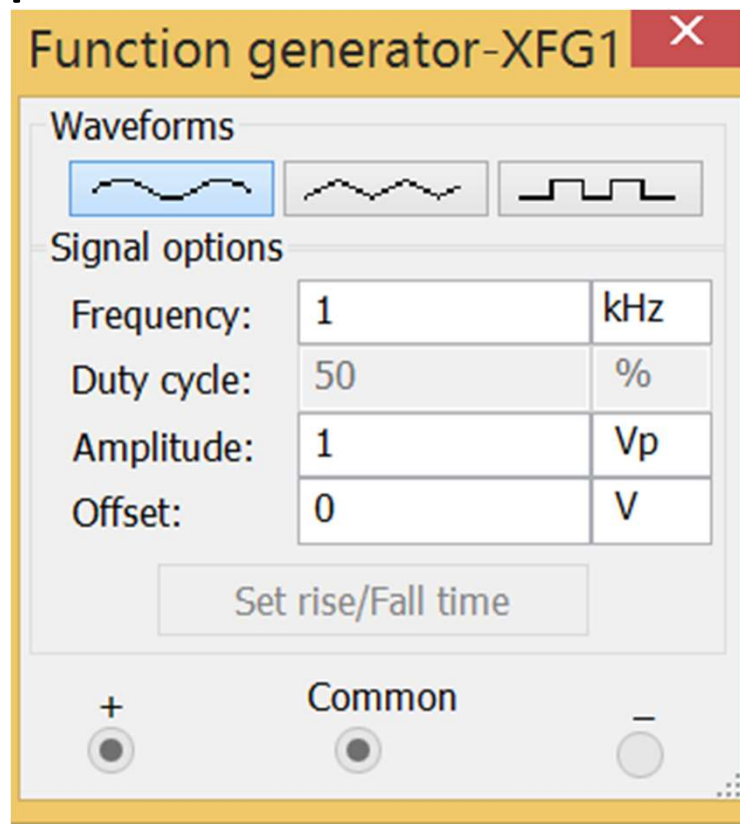 Function generator-XFG1
Waveforms
Signal options
Frequency: 1 kHz
Duty cycle: 50 %
Amplitude: 1 Vp
Offset: 0 V
Set rise/Fall time
+ Common −